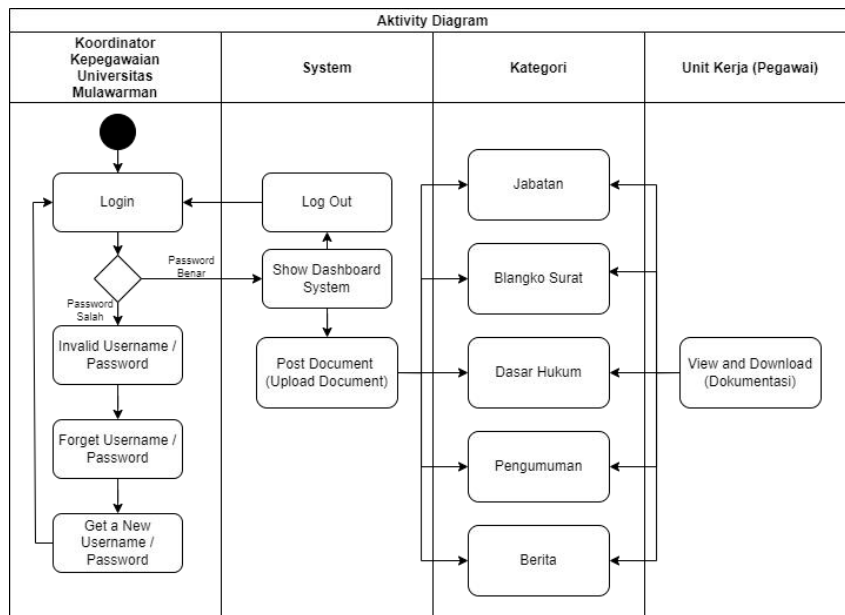 Aktivity Diagram
Koordinator
Kepegawaian
Universitas
Mulawarman
System
Kategori
Unit Kerja (Pegawai)
Login
Log Out
Jabatan
Password
Benar
Show Dashboard
System
Blangko Surat
Password
Salah
Invalid Username /
Password
Post Document
(Upload Document)
Dasar Hukum
View and Download
(Dokumentasi)
Forget Username /
Password
Pengumuman
Get a New
Username /
Password
Berita